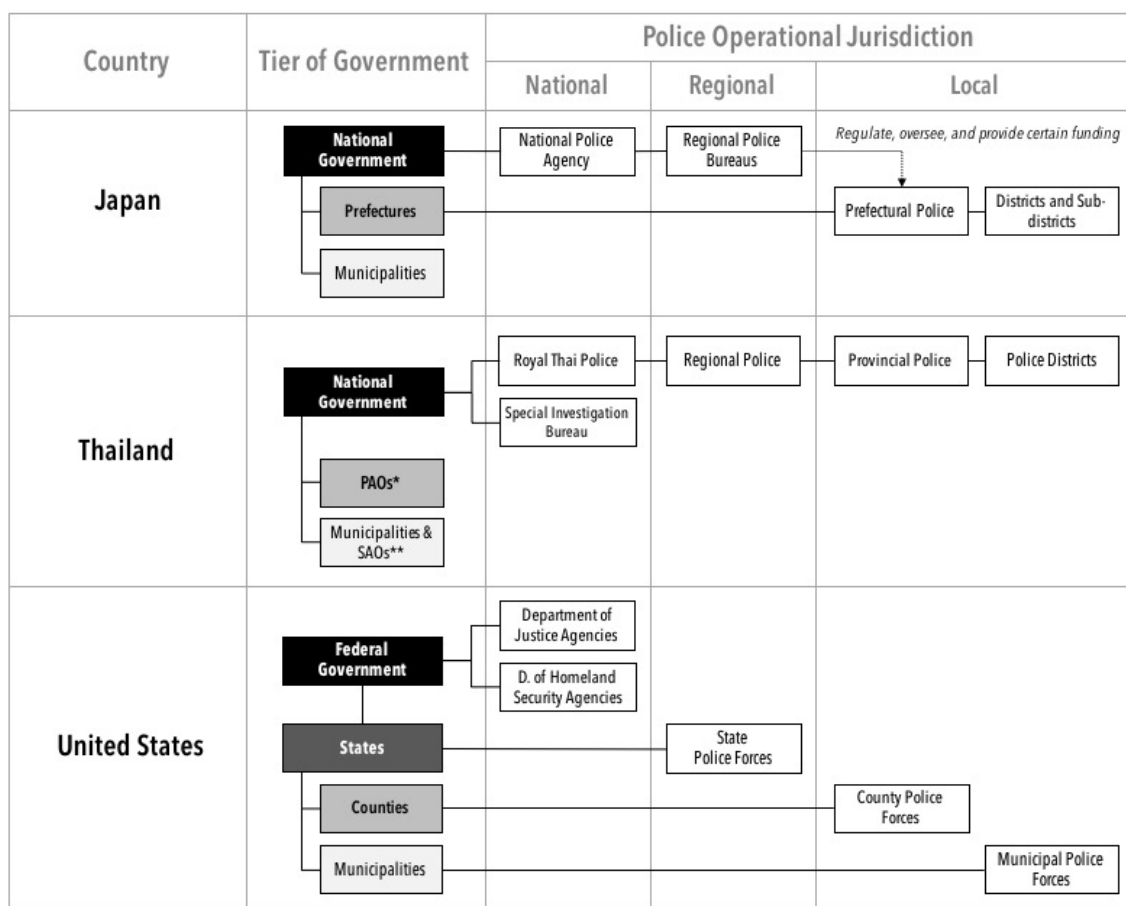 Country
Tier of Government
Police Operational Jurisdiction
National
Regional
Local
Japan
National
Government
Prefectures
Municipalities
National Police
Agency
Regional Police
Bureaus
Regulate, oversee, and provide certain funding
Prefectural Police
Districts and Sub-
districts
Thailand
National
Government
PAOs*
Municipalities &
SAOs**
Royal Thai Police
Special Investigation
Bureau
Regional Police
Provincial Police
Police Districts
United States
Federal
Government
States
Counties
Municipalities
Department of
Justice Agencies
D. of Homeland
Security Agencies
State
Police Forces
County Police
Forces
Municipal Police
Forces